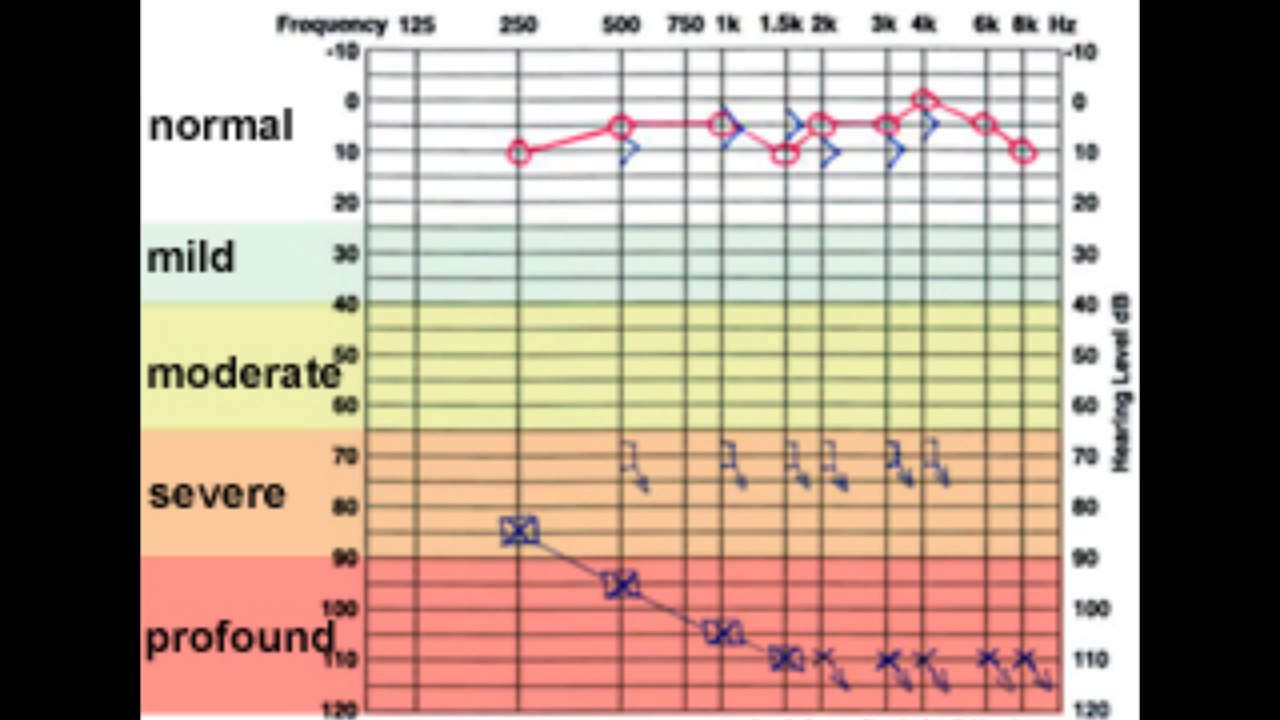 Frequency 125 250 500 750 1k 1.5k 2k 3k 4k 6k 8k Hz
-10 -10
0 0
normal
10 10
20 20
mild
30 30
40 40
50 50
moderate
60 60
70 70
severe
80 80
90 90
100 100
profound
110 110
120 120
Hearing Level dB